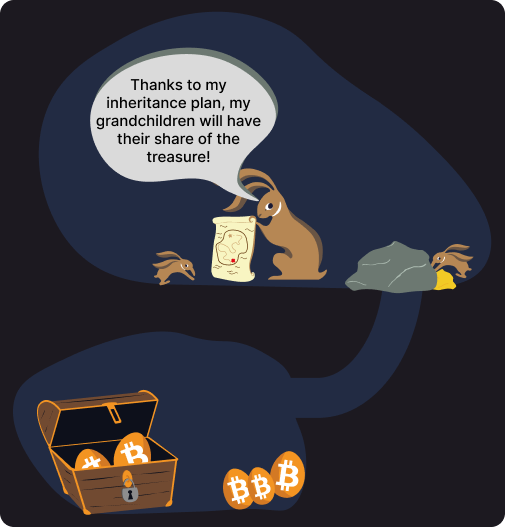 Thanks to my
inheritance plan, my
grandchildren will have
their share of the
treasure!